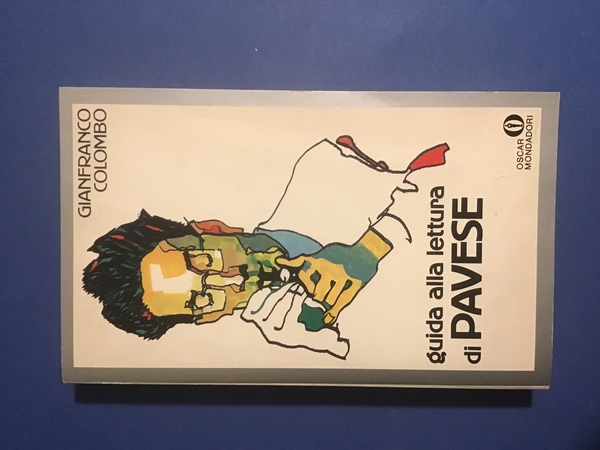 GIANFRANCO
COLOMBO
guida alla lettura
di PAVESE
OSCAR
MONDADORI